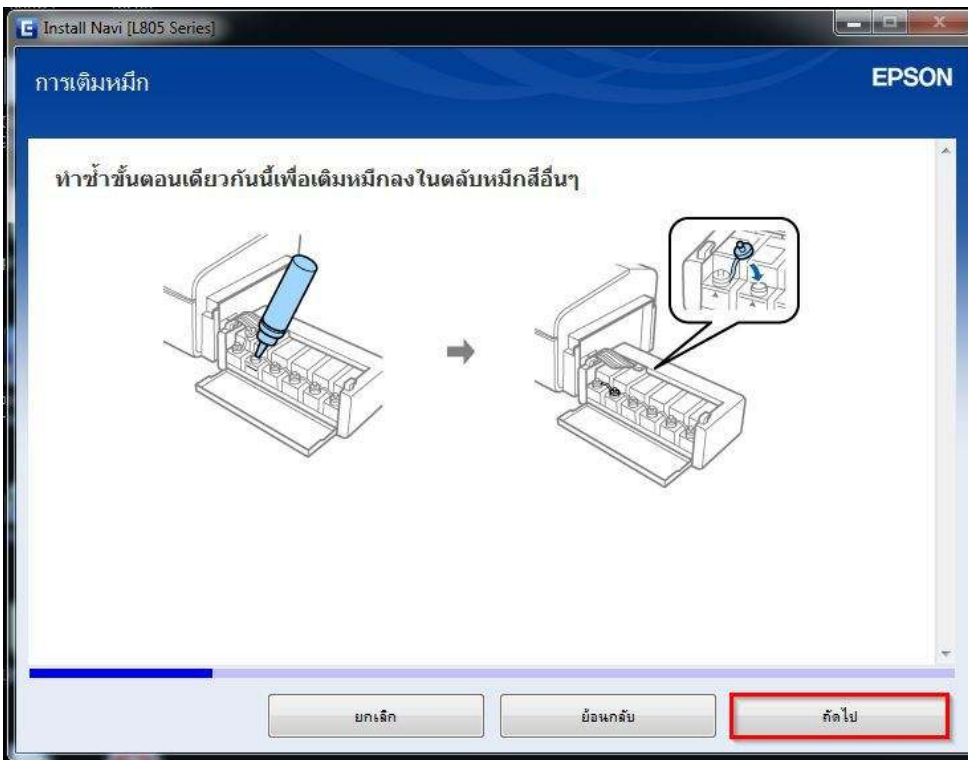 Install Navi [L805 Series]
การเติมหมึก
EPSON
ทำซ้ำขั้นตอนเดียวกันนี้เพื่อเติมหมึกลงในตลับหมึกสีอื่นๆ
ยกเลิก
ย้อนกลับ
ถัดไป